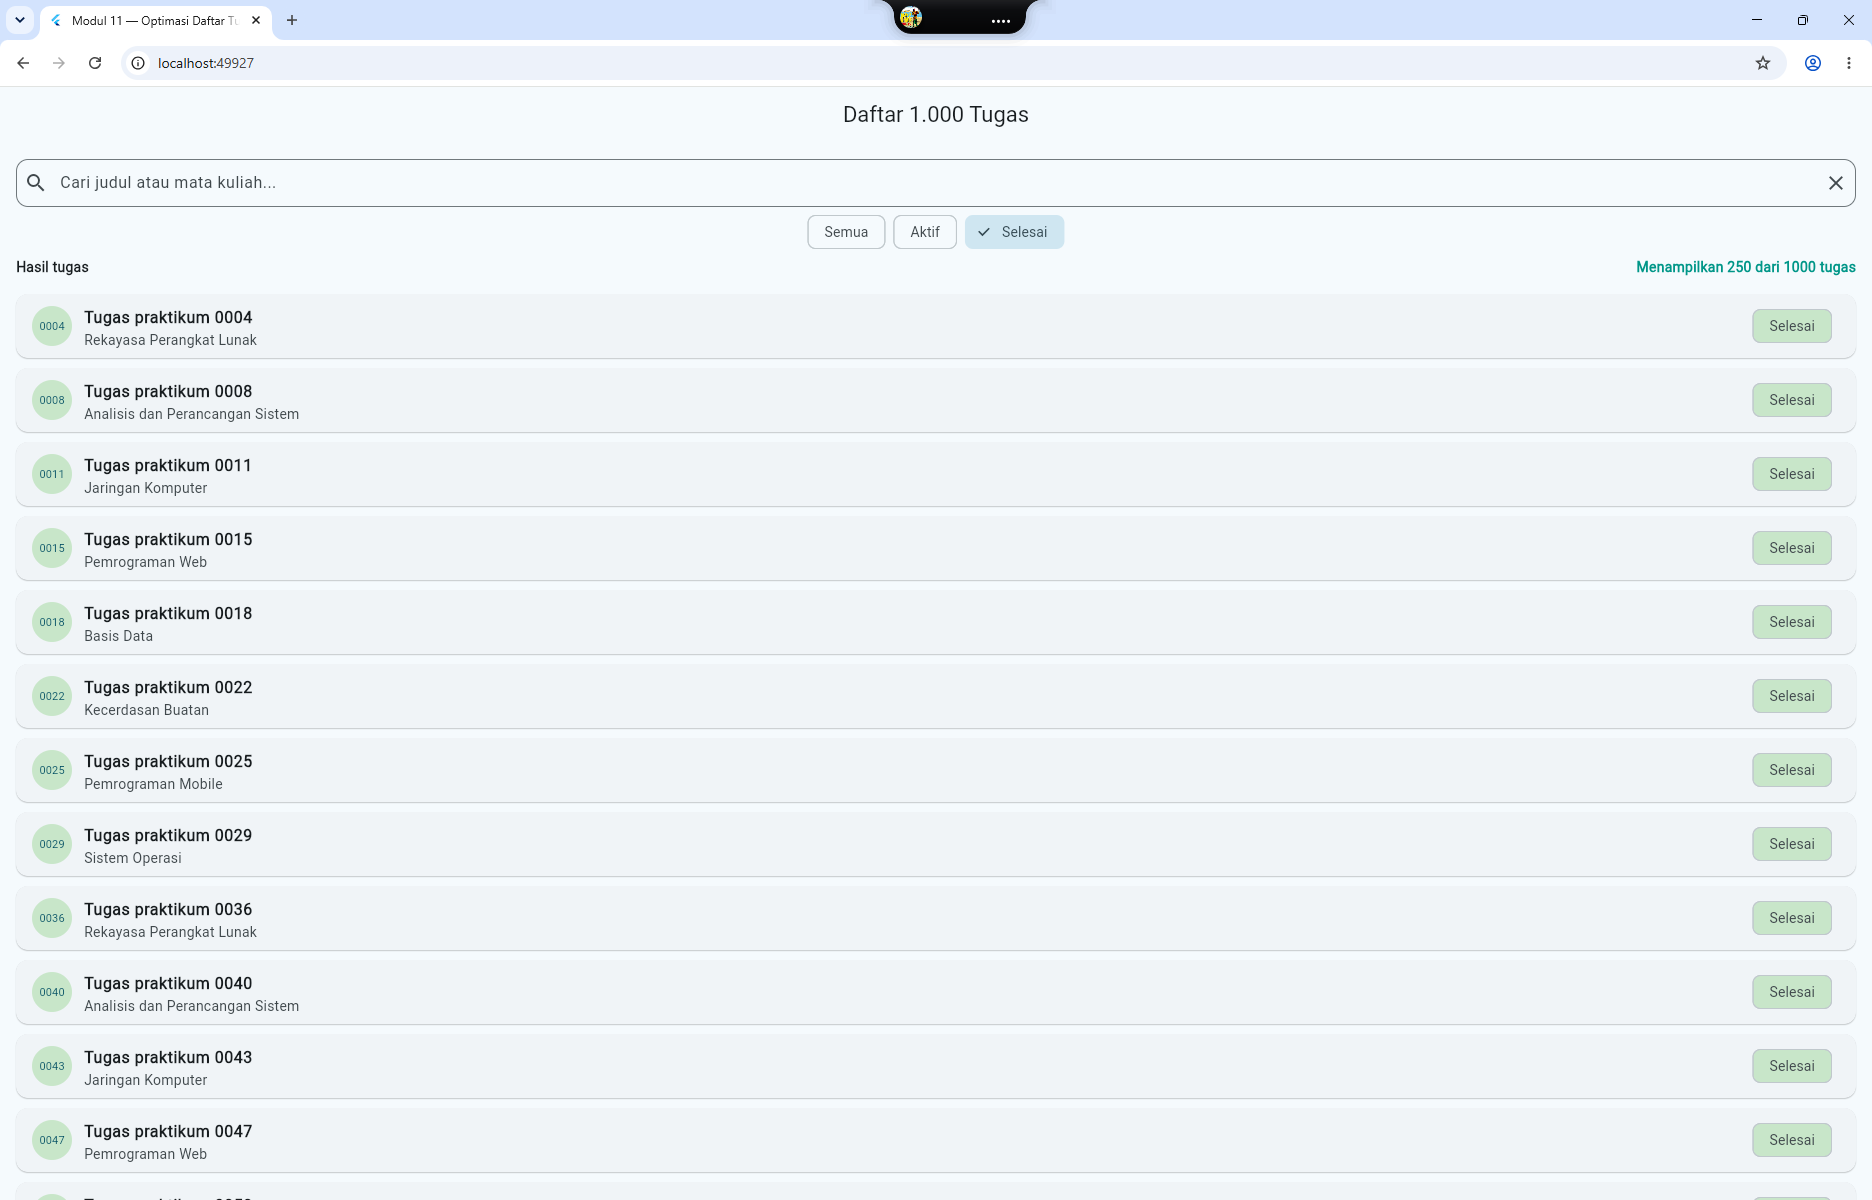 Modul 11 — Optimasi Daftar Tu
localhost:49927
Daftar 1.000 Tugas
Cari judul atau mata kuliah...
Semua Aktif Selesai
Hasil tugas Menampilkan 250 dari 1000 tugas
0004 Tugas praktikum 0004 Selesai
Rekayasa Perangkat Lunak
0008 Tugas praktikum 0008 Selesai
Analisis dan Perancangan Sistem
0011 Tugas praktikum 0011 Selesai
Jaringan Komputer
0015 Tugas praktikum 0015 Selesai
Pemrograman Web
0018 Tugas praktikum 0018 Selesai
Basis Data
0022 Tugas praktikum 0022 Selesai
Kecerdasan Buatan
0025 Tugas praktikum 0025 Selesai
Pemrograman Mobile
0029 Tugas praktikum 0029 Selesai
Sistem Operasi
0036 Tugas praktikum 0036 Selesai
Rekayasa Perangkat Lunak
0040 Tugas praktikum 0040 Selesai
Analisis dan Perancangan Sistem
0043 Tugas praktikum 0043 Selesai
Jaringan Komputer
0047 Tugas praktikum 0047 Selesai
Pemrograman Web